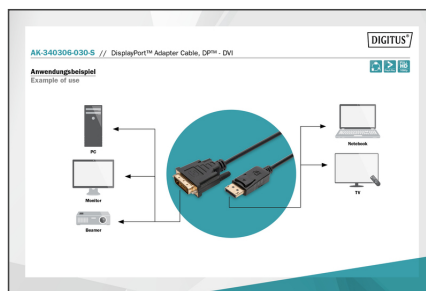 DIGITUS®
AK-340306-030-S // DisplayPort™ Adapter Cable, DP™ - DVI
Anwendungsbeispiel
Example of use
PC
Monitor
Beamer
Notebook
TV